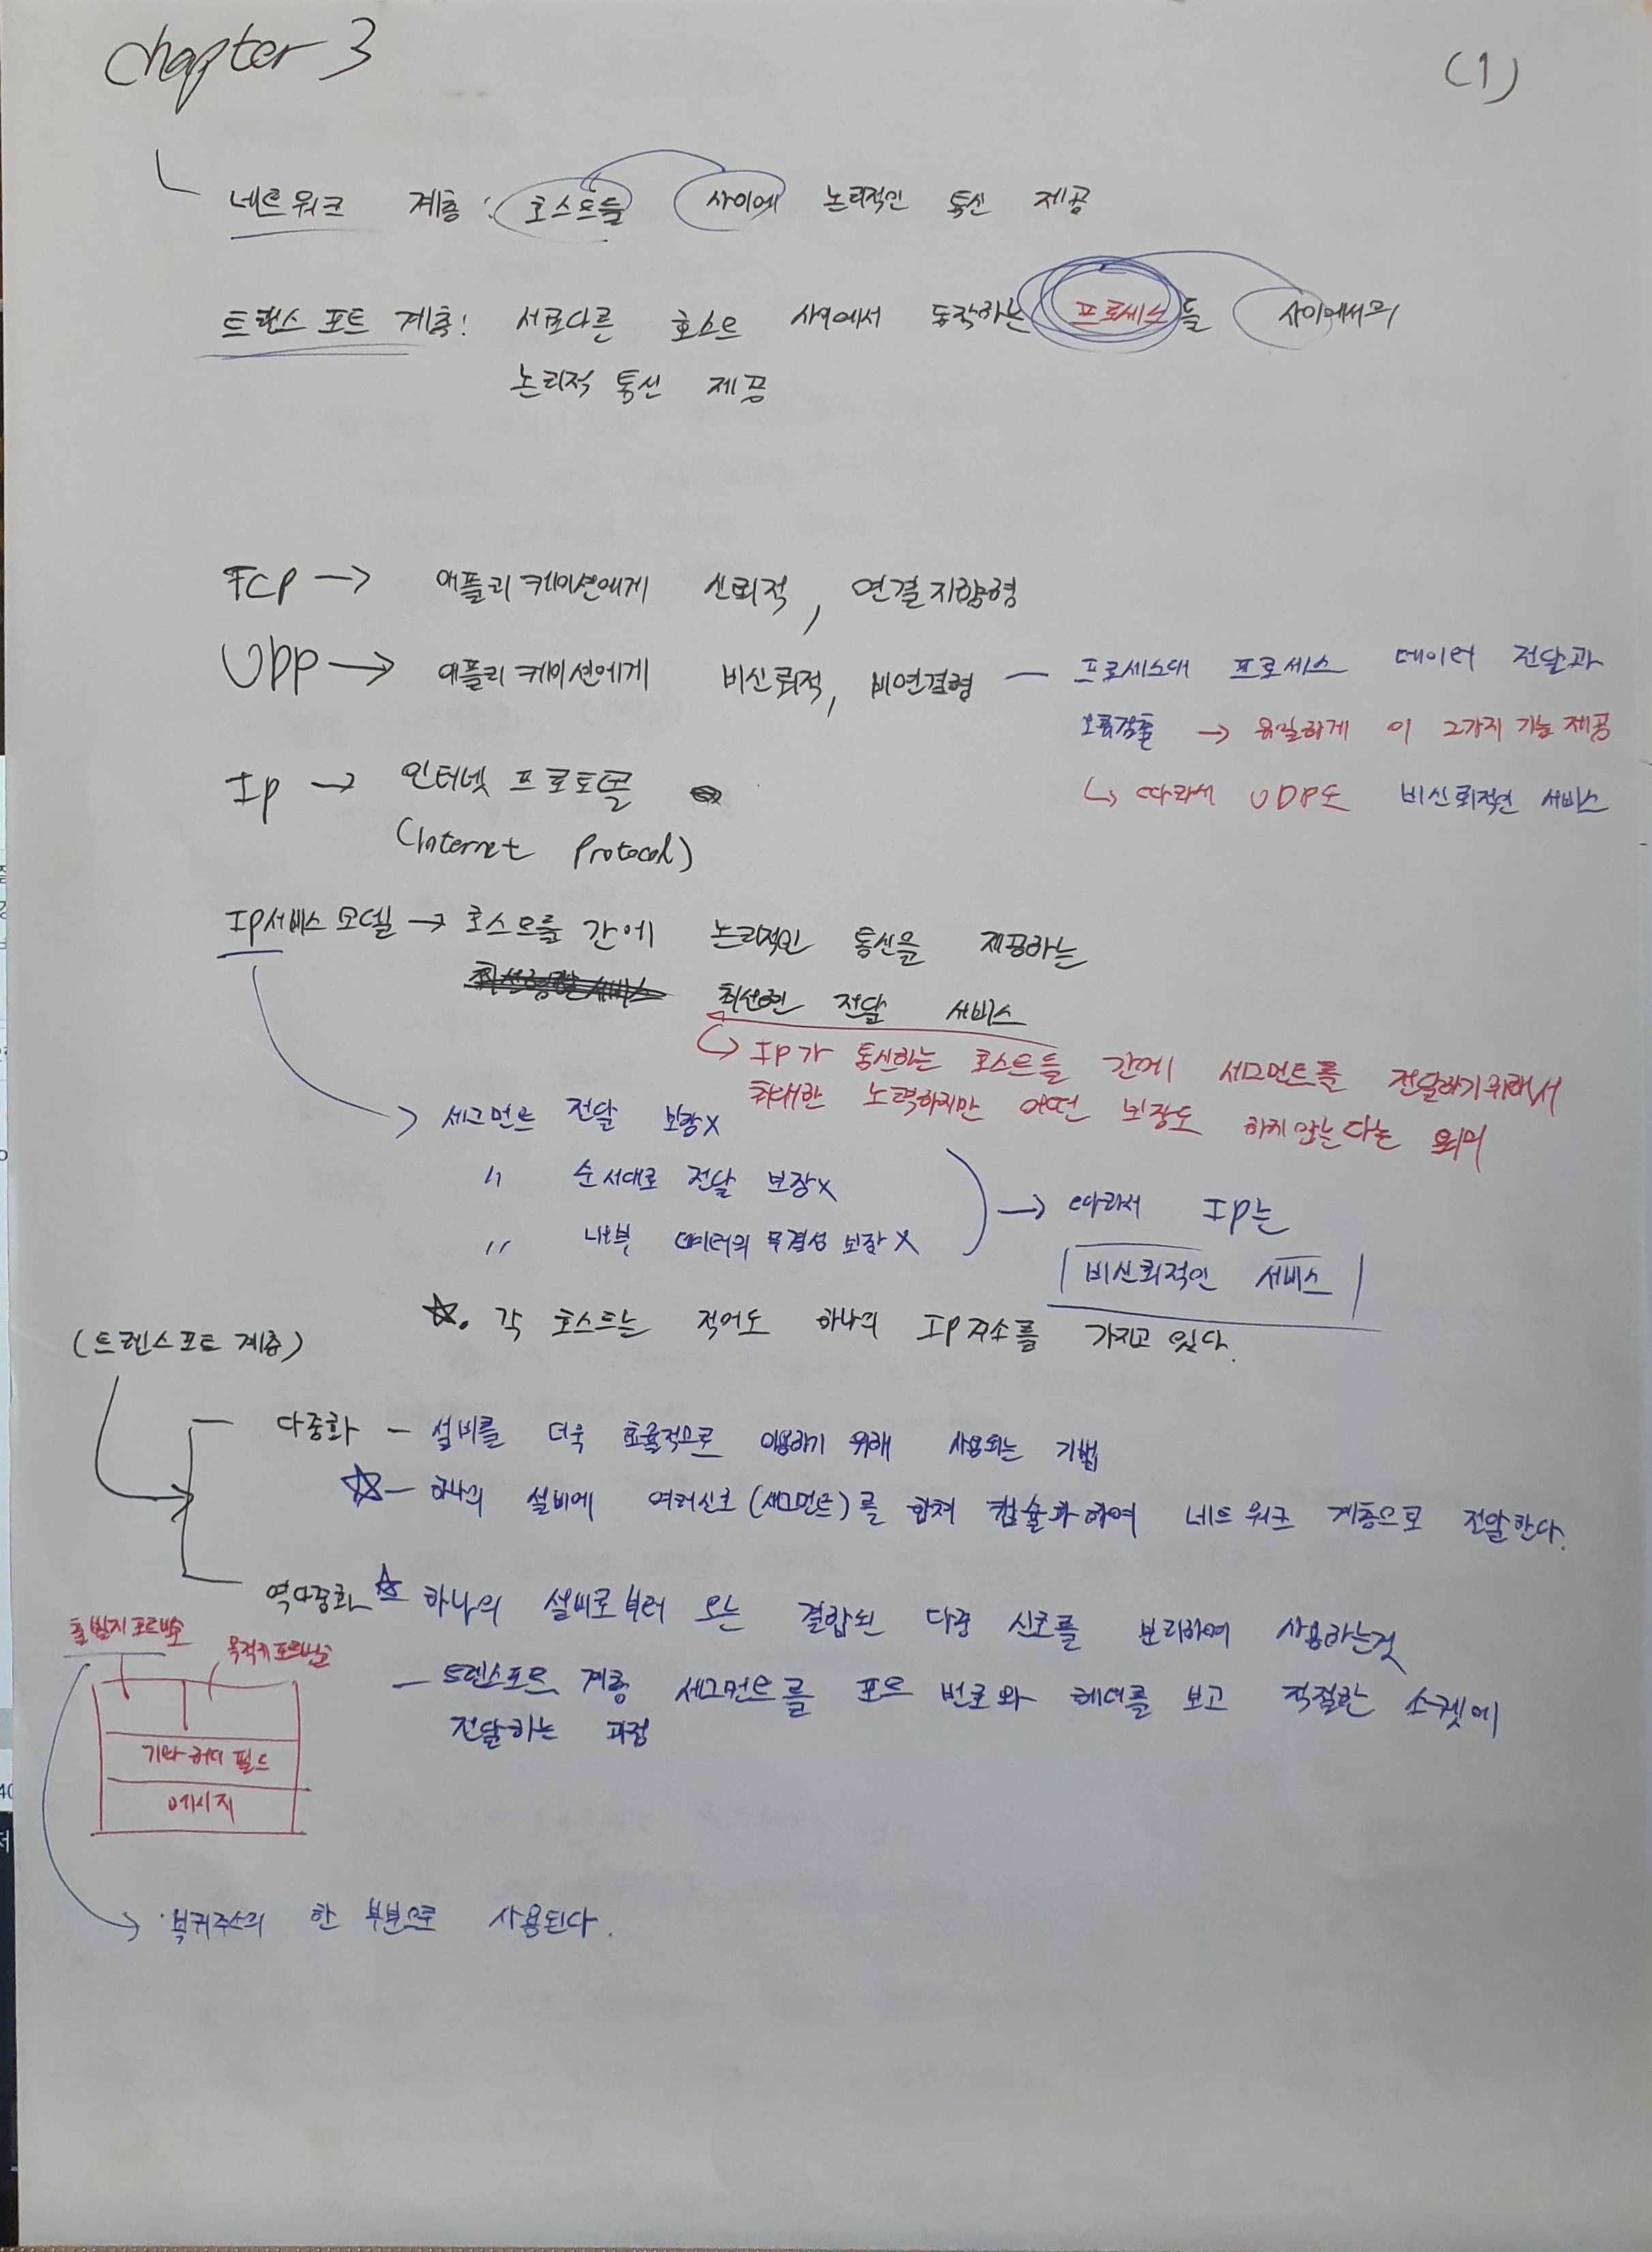 chapter 3
(1)
네트워크 계층 : 호스트들 사이에 논리적인 통신 제공
트랜스포트 계층: 서로다른 호스트 사이에서 동작하는 프로세스들 사이에서의
논리적 통신 제공
TCP → 애플리케이션에게 신뢰적, 연결지향형
UDP → 애플리케이션에게 비신뢰적, 비연결형 — 프로세스대 프로세스 데이터 전달과
오류검출 → 유일하게 이 2가지 기능 제공
↳ 따라서 UDP도 비신뢰적인 서비스
Ip → 인터넷 프로토콜
(Internet Protocol)
Ip서비스 모델 → 호스트들 간에 논리적인 통신을 제공하는
최선형 전달 서비스
↪ Ip가 통신하는 호스트들 간에 세그먼트를 전달하기위해서
최대한 노력하지만 어떤 보장도 하지않는다는 의미
세그먼트 전달 보장X
〃 순서대로 전달 보장X
〃 내부 데이터의 무결성 보장X
→ 따라서 Ip는
비신뢰적인 서비스
☆. 각 호스트는 적어도 하나의 Ip주소를 가지고 있다.
(트렌스포트 계층)
다중화 - 설비를 더욱 효율적으로 이용하기 위해 사용되는 기법
☆- 하나의 설비에 여러신호(세그먼트)를 합쳐 캡슐화하여 네트워크 계층으로 전달한다.
역다중화 ☆ 하나의 설비로부터 오는 결합된 다중 신호를 분리하여 사용하는것
- 트렌스포트 계층 세그먼트를 포트 번호와 헤더를 보고 적절한 소켓에
전달하는 과정
출발지 포트번호
목적지 포트번호
기타 헤더 필드
메시지
→ 복귀주소의 한 부분으로 사용된다.